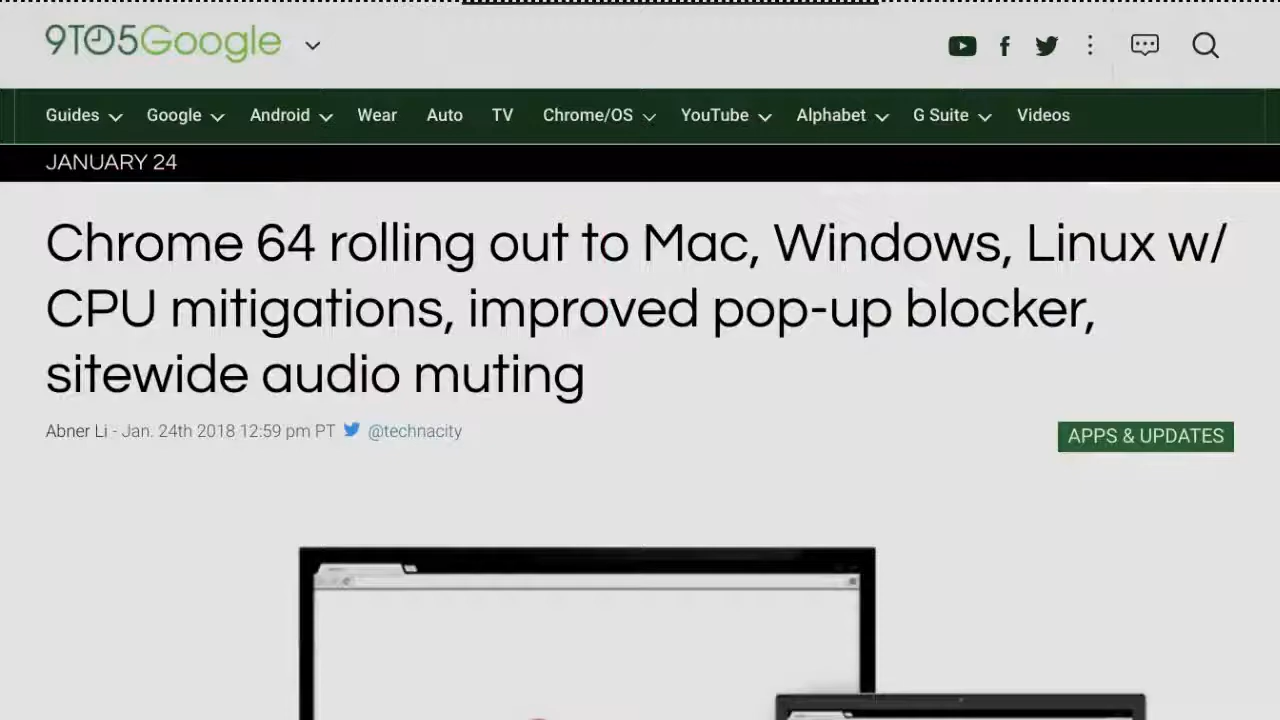 9TO5Google
Guides Google Android Wear Auto TV Chrome/OS YouTube Alphabet G Suite Videos
JANUARY 24
Chrome 64 rolling out to Mac, Windows, Linux w/
CPU mitigations, improved pop-up blocker,
sitewide audio muting
Abner Li - Jan. 24th 2018 12:59 pm PT @technacity
APPS & UPDATES